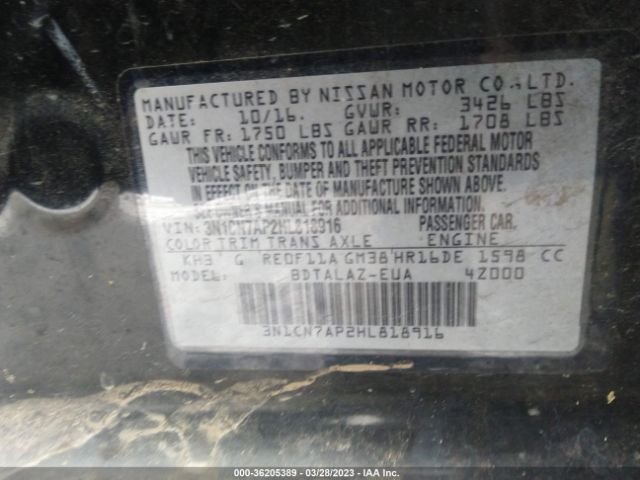 MANUFACTURED BY NISSAN MOTOR CO.,LTD.
DATE: 10/16. GVWR: 3426 LBS
GAWR FR: 1750 LBS GAWR RR: 1708 LBS
THIS VEHICLE CONFORMS TO ALL APPLICABLE FEDERAL MOTOR
VEHICLE SAFETY, BUMPER AND THEFT PREVENTION STANDARDS
IN EFFECT ON THE DATE OF MANUFACTURE SHOWN ABOVE.
SEE OWNER'S MANUAL FOR ADDITIONAL INFORMATION.
VIN: 3N1CN7AP2HL818916 PASSENGER CAR.
COLOR TRIM TRANS AXLE ENGINE
KH3 G RE0F11A GM38 HR16DE 1598 CC
MODEL: BDTALAZ-EUA 4Z000
3N1CN7AP2HL818916
000-36205389 - 03/28/2023 - IAA Inc.